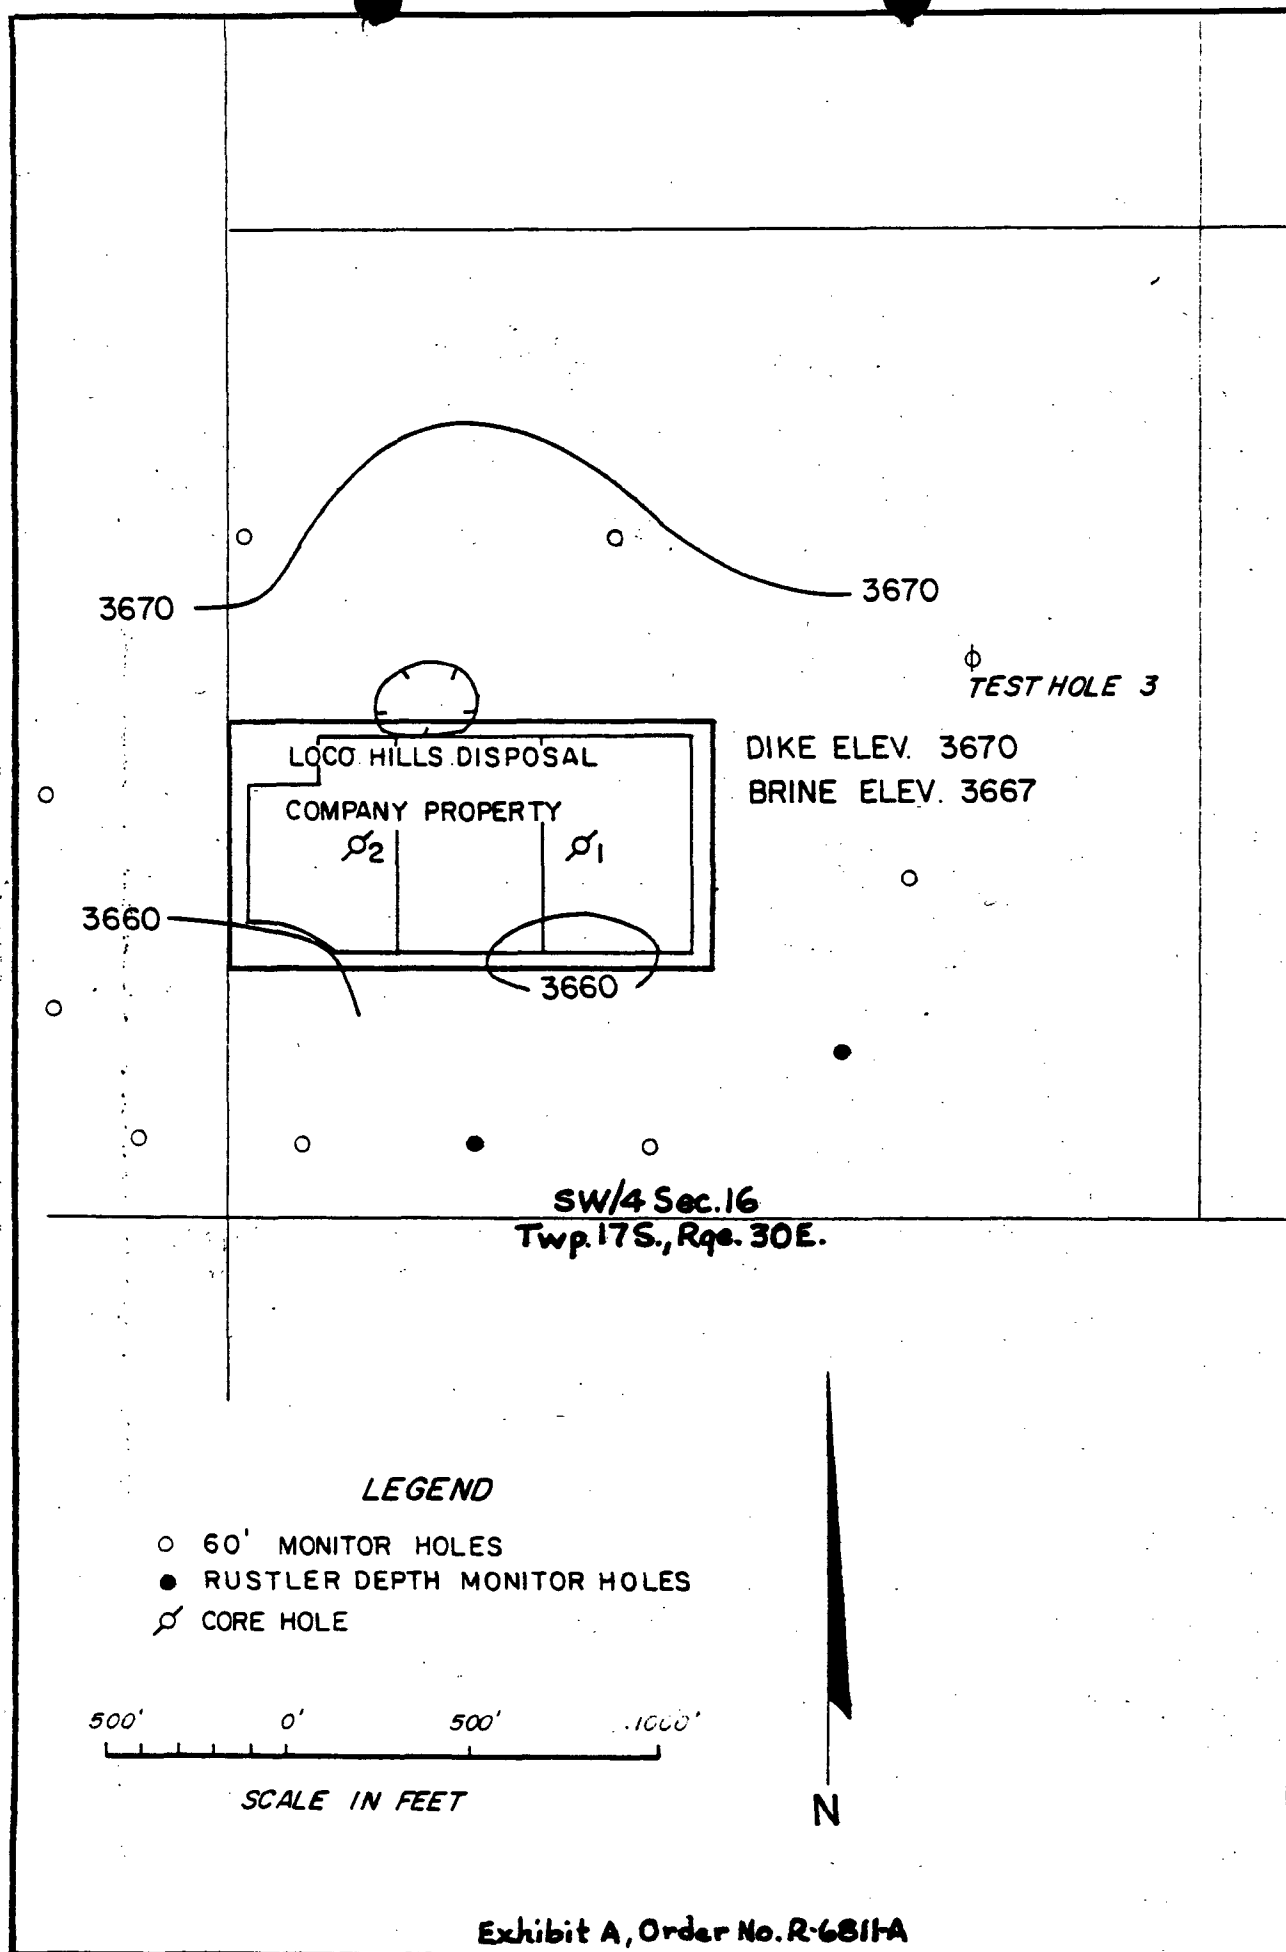 3670
3670
TEST HOLE 3
LOCO HILLS DISPOSAL
DIKE ELEV. 3670
BRINE ELEV. 3667
COMPANY PROPERTY
2
1
3660
3660
SW/4 Sec.16
Twp. 17S., Rge. 30E.
LEGEND
60' MONITOR HOLES
RUSTLER DEPTH MONITOR HOLES
CORE HOLE
500' 0' 500' 1000'
SCALE IN FEET
N
Exhibit A, Order No. R-6811-A